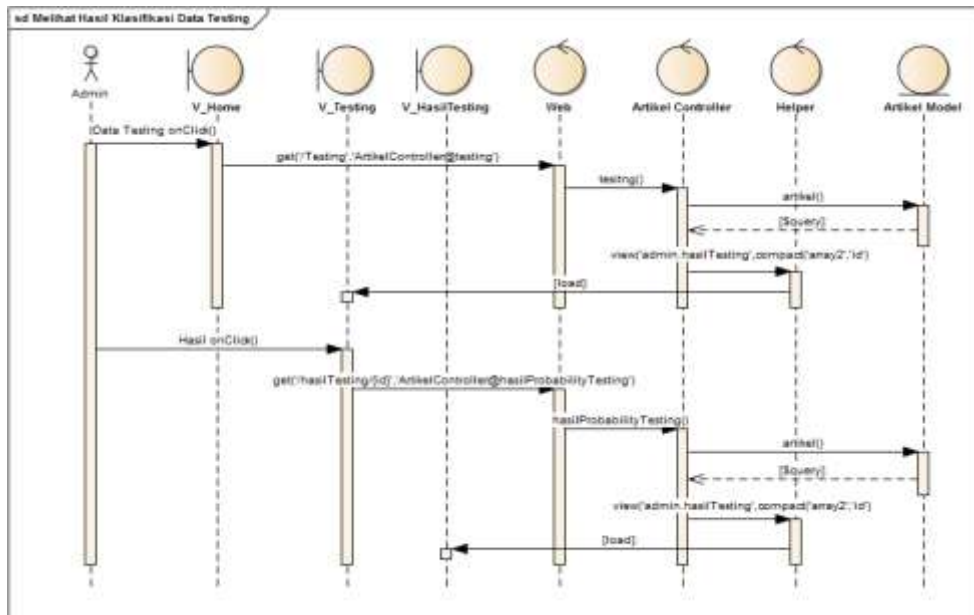 sd Melihat Hasil Klasifikasi Data Testing
Admin
V_Home
V_Testing
V_HasilTesting
Web
Artikel Controller
Helper
Artikel Model
Data Testing onClick()
get('/Testing','ArtikelController@testing')
tesitng()
artikel()
[$query]
view('admin.hasilTesting',compact('array2','id')
[load]
Hasil onClick()
get('/hasilTesting/{id}','ArtikelController@hasilProbabilityTesting')
hasilProbabilityTesting()
artikel()
[$query]
view('admin.hasilTesting',compact('array2','id')
[load]